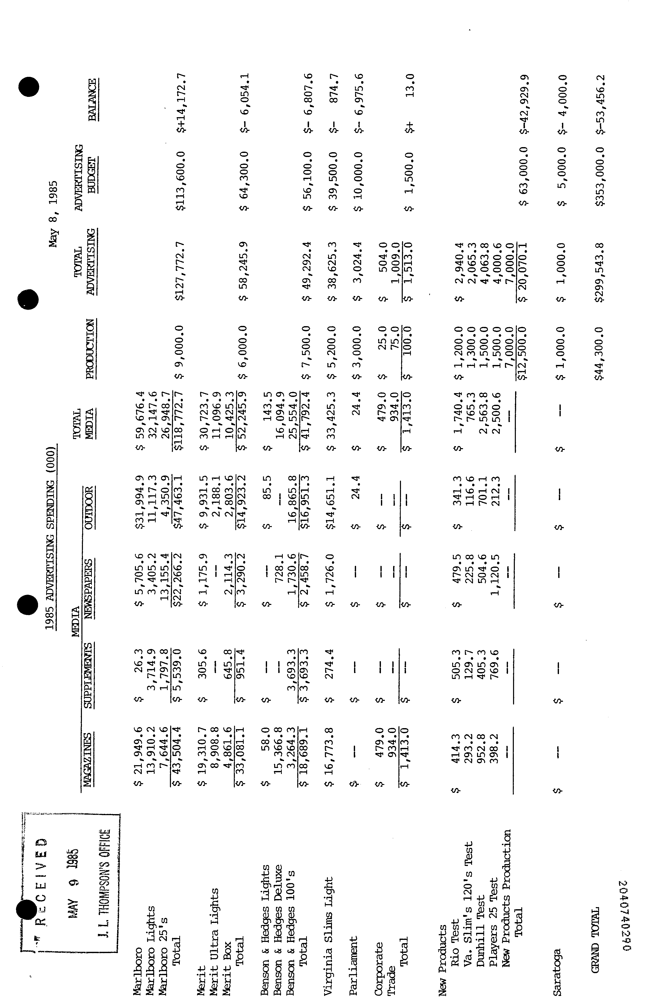 RECEIVED
MAY 9 1985
J. L. THOMPSON'S OFFICE
May 8, 1985
1985 ADVERTISING SPENDING (000)
MEDIA
MAGAZINES SUPPLEMENTS NEWSPAPERS OUTDOOR TOTAL MEDIA PRODUCTION TOTAL ADVERTISING ADVERTISING BUDGET BALANCE
Marlboro $ 21,949.6 $ 26.3 $ 5,705.6 $31,994.9 $ 59,676.4
Marlboro Lights 13,910.2 3,714.9 3,405.2 11,117.3 32,147.6
Marlboro 25's 7,644.6 1,797.8 13,155.4 4,350.9 26,948.7
Total $ 43,504.4 $ 5,539.0 $22,266.2 $47,463.1 $118,772.7 $ 9,000.0 $127,772.7 $113,600.0 $+14,172.7
Merit $ 19,310.7 $ 305.6 $ 1,175.9 $ 9,931.5 $ 30,723.7
Merit Ultra Lights 8,908.8 -- -- 2,188.1 11,096.9
Merit Box 4,861.6 645.8 2,114.3 2,803.6 10,425.3
Total $ 33,081.1 $ 951.4 $ 3,290.2 $14,923.2 $ 52,245.9 $ 6,000.0 $ 58,245.9 $ 64,300.0 $- 6,054.1
Benson & Hedges Lights $ 58.0 $ -- $ -- $ 85.5 $ 143.5
Benson & Hedges Deluxe 15,366.8 -- 728.1 -- 16,094.9
Benson & Hedges 100's 3,264.3 3,693.3 1,730.6 16,865.8 25,554.0
Total $ 18,689.1 $ 3,693.3 $ 2,458.7 $16,951.3 $ 41,792.4 $ 7,500.0 $ 49,292.4 $ 56,100.0 $- 6,807.6
Virginia Slims Light $ 16,773.8 $ 274.4 $ 1,726.0 $14,651.1 $ 33,425.3 $ 5,200.0 $ 38,625.3 $ 39,500.0 $- 874.7
Parliament $ -- $ -- $ -- $ 24.4 $ 24.4 $ 3,000.0 $ 3,024.4 $ 10,000.0 $- 6,975.6
Corporate $ 479.0 $ -- $ -- $ -- $ 479.0 $ 25.0 $ 504.0
Trade 934.0 -- -- -- 934.0 75.0 1,009.0
Total $ 1,413.0 $ -- $ -- $ -- $ 1,413.0 $ 100.0 $ 1,513.0 $ 1,500.0 $+ 13.0
New Products
Rio Test $ 414.3 $ 505.3 $ 479.5 $ 341.3 $ 1,740.4 $ 1,200.0 $ 2,940.4
Va. Slim's 120's Test 293.2 129.7 225.8 116.6 765.3 1,300.0 2,065.3
Dunhill Test 952.8 405.3 504.6 701.1 2,563.8 1,500.0 4,063.8
Players 25 Test 398.2 769.6 1,120.5 212.3 2,500.6 1,500.0 4,000.6
New Products Production -- -- -- -- -- 7,000.0 7,000.0
Total $12,500.0 $ 20,070.1 $ 63,000.0 $-42,929.9
Saratoga $ -- $ -- $ -- $ -- $ -- $ 1,000.0 $ 1,000.0 $ 5,000.0 $- 4,000.0
GRAND TOTAL $44,300.0 $299,543.8 $353,000.0 $-53,456.2
2040740290